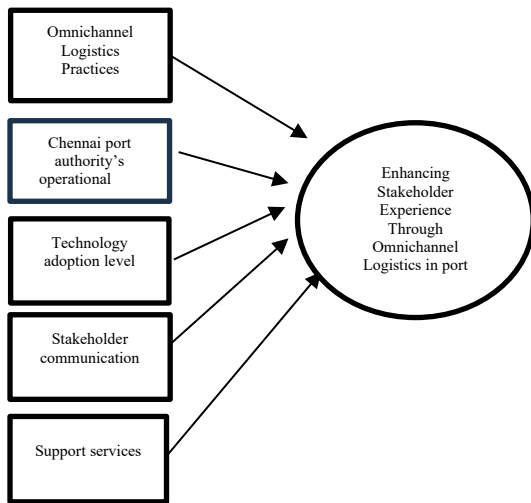 Omnichannel
Logistics
Practices
Chennai port
authority's
operational
Technology
adoption level
Stakeholder
communication
Support services
Enhancing
Stakeholder
Experience
Through
Omnichannel
Logistics in port